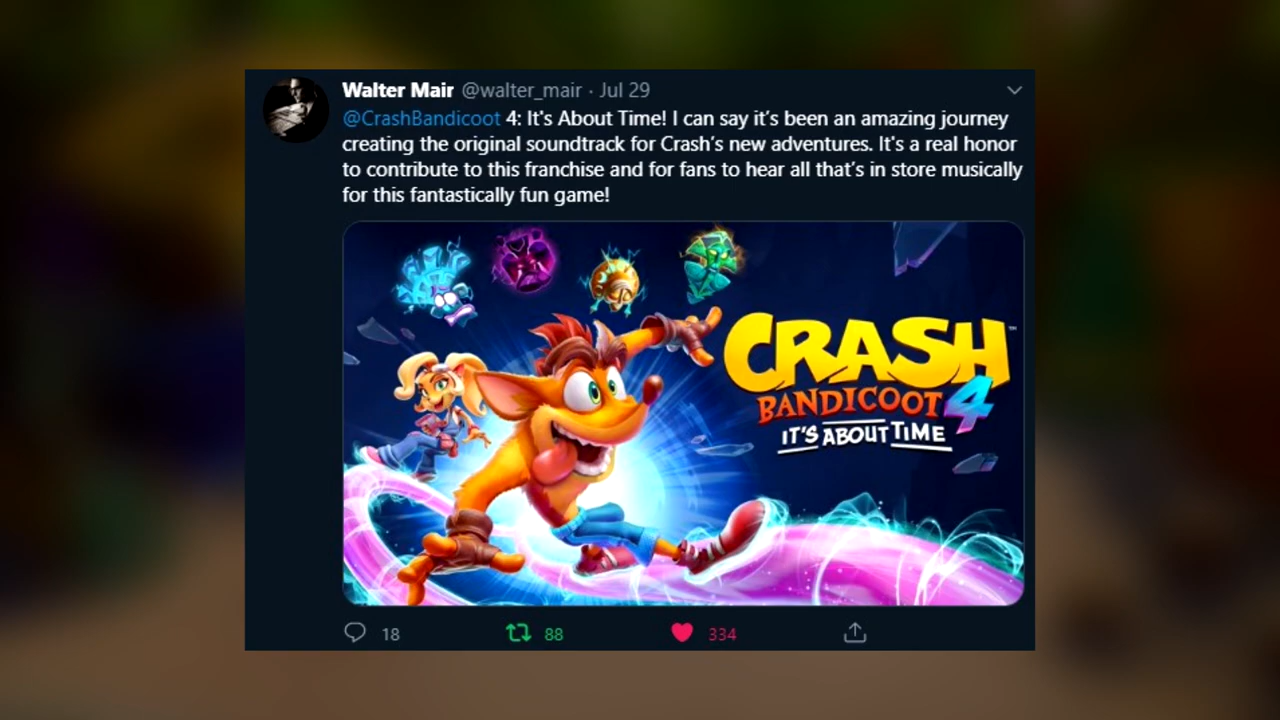 Walter Mair @walter_mair · Jul 29
@CrashBandicoot 4: It's About Time! I can say it’s been an amazing journey
creating the original soundtrack for Crash’s new adventures. It's a real honor
to contribute to this franchise and for fans to hear all that’s in store musically
for this fantastically fun game!
CRASH™
BANDICOOT 4
IT'S ABOUT TIME
18 88 334